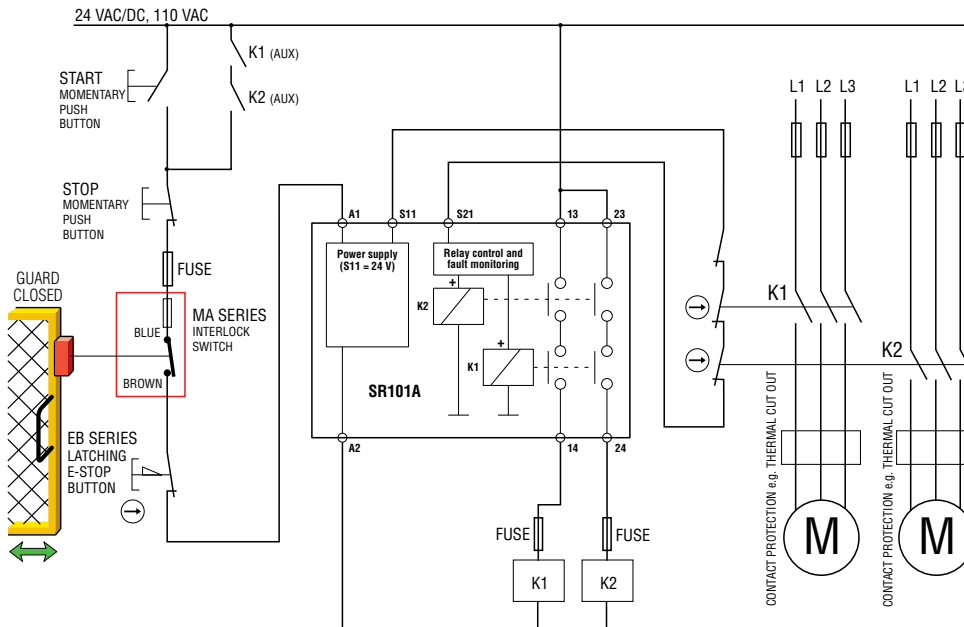 24 VAC/DC, 110 VAC
K1 (AUX)
K2 (AUX)
START
MOMENTARY
PUSH
BUTTON
STOP
MOMENTARY
PUSH
BUTTON
FUSE
GUARD
CLOSED
BLUE
BROWN
MA SERIES
INTERLOCK
SWITCH
EB SERIES
LATCHING
E-STOP
BUTTON
A1
S11
S21
13
23
Power supply
(S11 = 24 V)
Relay control and
fault monitoring
+
K2
+
K1
SR101A
A2
14
24
FUSE
FUSE
K1
K2
L1 L2 L3
L1 L2 L3
K1
K2
CONTACT PROTECTION e.g. THERMAL CUT OUT
M
CONTACT PROTECTION e.g. THERMAL CUT OUT
M